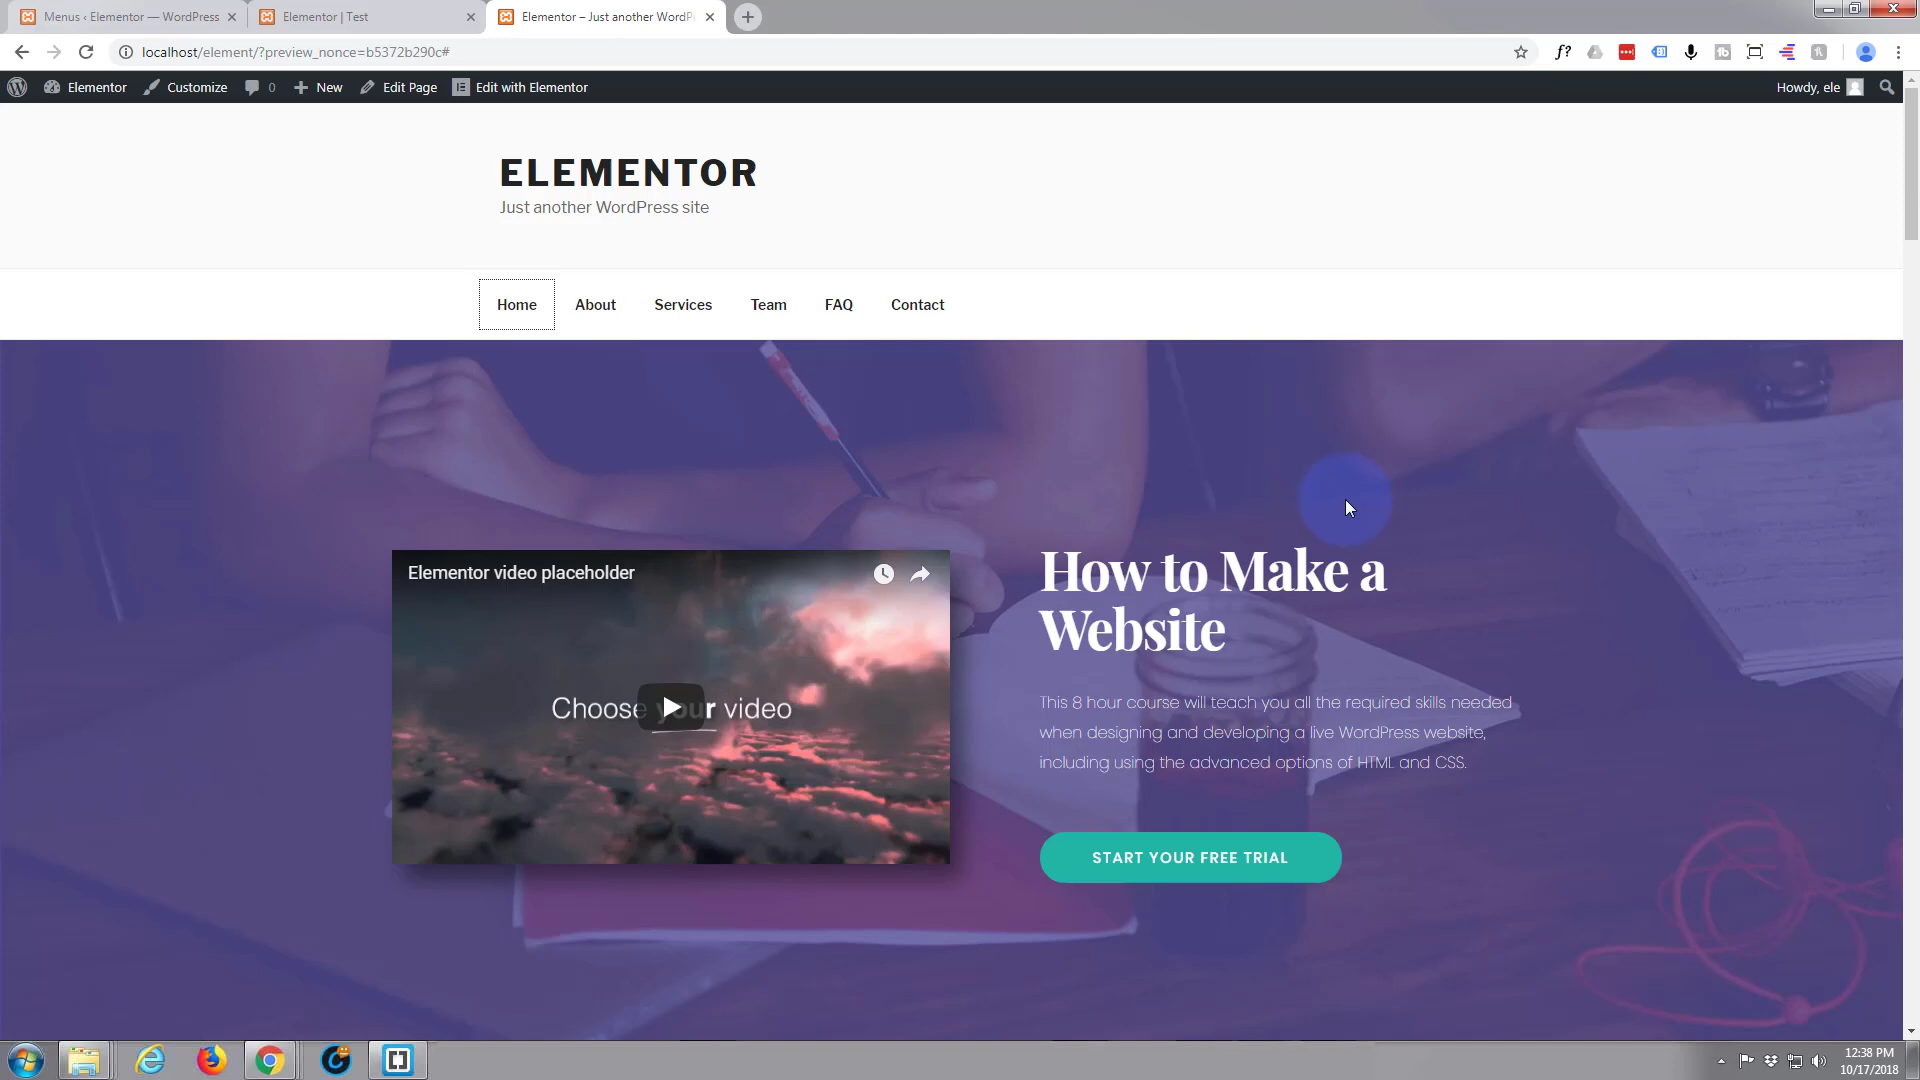 Menus ‹ Elementor — WordPress
Elementor | Test
Elementor – Just another WordP
localhost/element/?preview_nonce=b5372b290c#
Elementor
Customize
0
New
Edit Page
Edit with Elementor
Howdy, ele
ELEMENTOR
Just another WordPress site
Home
About
Services
Team
FAQ
Contact
Elementor video placeholder
Choose your video
How to Make a
Website
This 8 hour course will teach you all the required skills needed
when designing and developing a live WordPress website,
including using the advanced options of HTML and CSS.
START YOUR FREE TRIAL
12:38 PM
10/17/2018